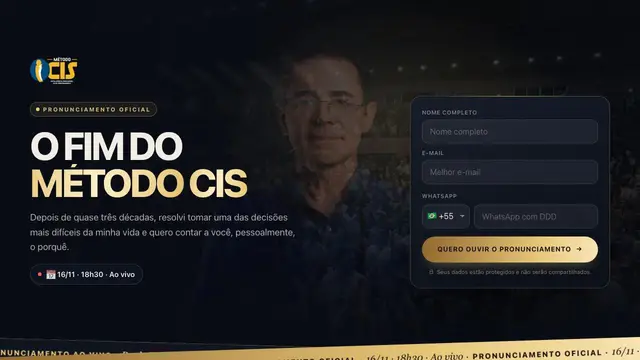 MÉTODO
CIS
PRONUNCIAMENTO OFICIAL
O FIM DO
MÉTODO CIS
Depois de quase três décadas, resolvi tomar uma das decisões
mais difíceis da minha vida e quero contar a você, pessoalmente,
o porquê.
16/11 · 18h30 · Ao vivo
NOME COMPLETO
Nome completo
E-MAIL
Melhor e-mail
WHATSAPP
+55
WhatsApp com DDD
QUERO OUVIR O PRONUNCIAMENTO →
Seus dados estão protegidos e não serão compartilhados.
NUNCIAMENTO AO VIVO
OFICIAL · 16/11 · 18h30 · Ao vivo · PRONUNCIAMENTO OFICIAL · 16/11 ·